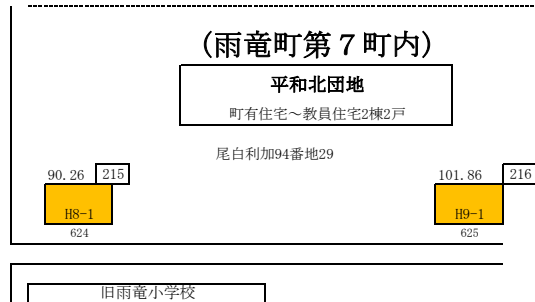 (雨竜町第７町内)
平和北団地
町有住宅～教員住宅2棟2戸
尾白利加94番地29
90.26 215 101.86 216
H8-1 H9-1
624 625
旧雨竜小学校